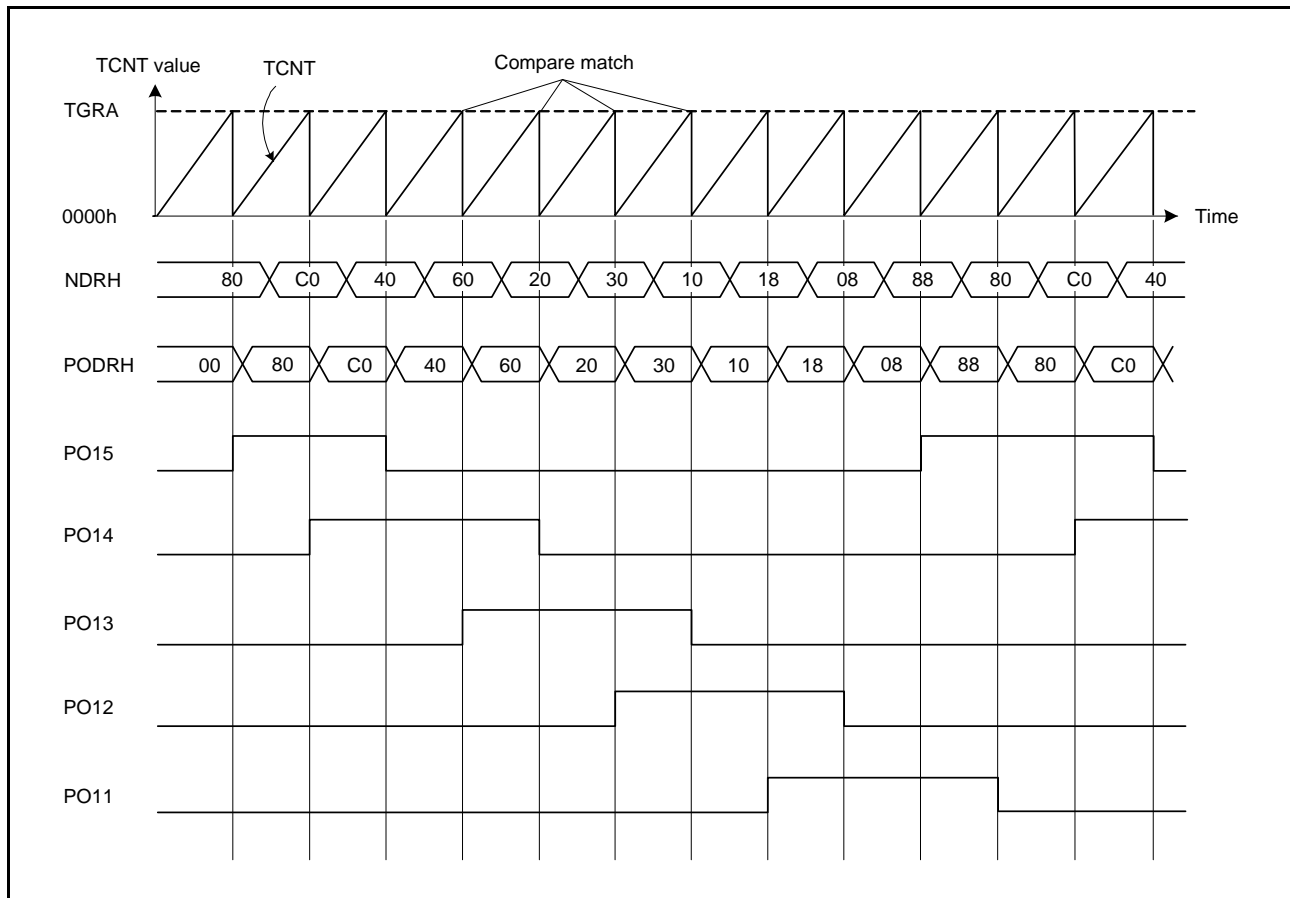 TCNT value
TCNT
Compare match
TGRA
0000h
Time
NDRH 80 C0 40 60 20 30 10 18 08 88 80 C0 40
PODRH 00 80 C0 40 60 20 30 10 18 08 88 80 C0
PO15
PO14
PO13
PO12
PO11